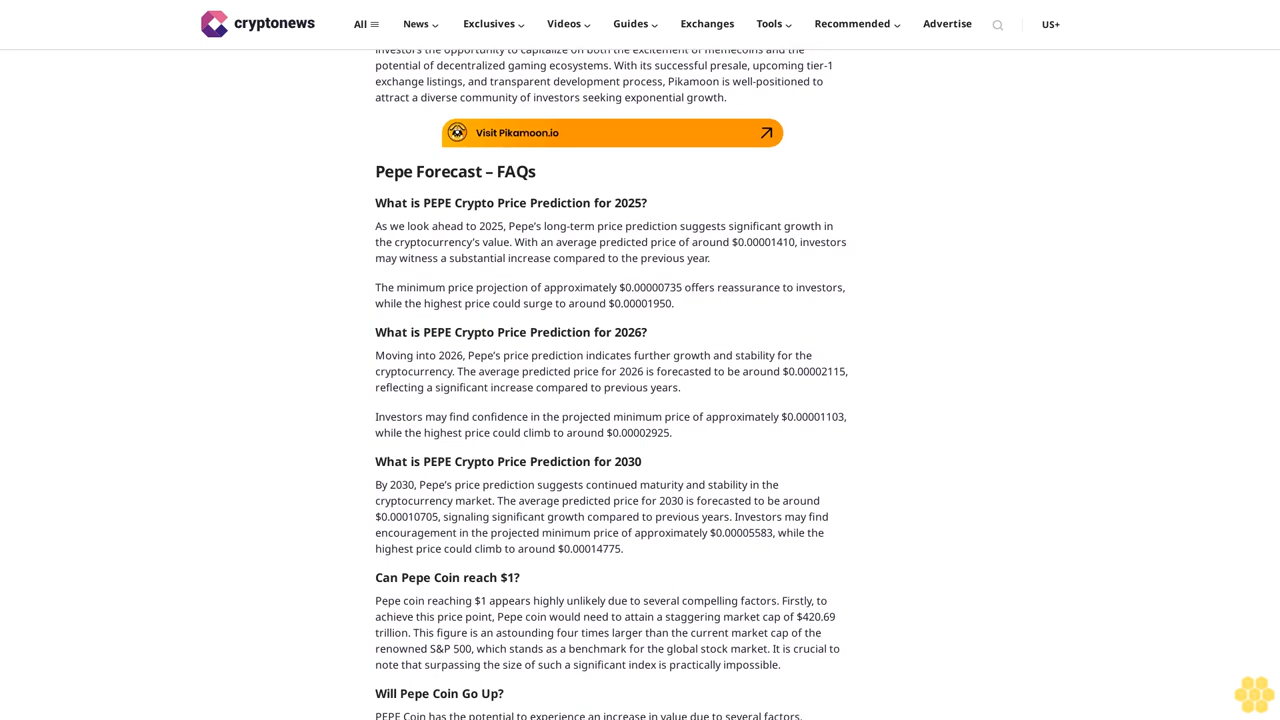 cryptonews
All
News
Exclusives
Videos
Guides
Exchanges
Tools
Recommended
Advertise
US+
investors the opportunity to capitalize on both the excitement of memecoins and the
potential of decentralized gaming ecosystems. With its successful presale, upcoming tier-1
exchange listings, and transparent development process, Pikamoon is well-positioned to
attract a diverse community of investors seeking exponential growth.
Visit Pikamoon.io
Pepe Forecast – FAQs
What is PEPE Crypto Price Prediction for 2025?
As we look ahead to 2025, Pepe’s long-term price prediction suggests significant growth in
the cryptocurrency’s value. With an average predicted price of around $0.00001410, investors
may witness a substantial increase compared to the previous year.
The minimum price projection of approximately $0.00000735 offers reassurance to investors,
while the highest price could surge to around $0.00001950.
What is PEPE Crypto Price Prediction for 2026?
Moving into 2026, Pepe’s price prediction indicates further growth and stability for the
cryptocurrency. The average predicted price for 2026 is forecasted to be around $0.00002115,
reflecting a significant increase compared to previous years.
Investors may find confidence in the projected minimum price of approximately $0.00001103,
while the highest price could climb to around $0.00002925.
What is PEPE Crypto Price Prediction for 2030
By 2030, Pepe’s price prediction suggests continued maturity and stability in the
cryptocurrency market. The average predicted price for 2030 is forecasted to be around
$0.00010705, signaling significant growth compared to previous years. Investors may find
encouragement in the projected minimum price of approximately $0.00005583, while the
highest price could climb to around $0.00014775.
Can Pepe Coin reach $1?
Pepe coin reaching $1 appears highly unlikely due to several compelling factors. Firstly, to
achieve this price point, Pepe coin would need to attain a staggering market cap of $420.69
trillion. This figure is an astounding four times larger than the current market cap of the
renowned S&P 500, which stands as a benchmark for the global stock market. It is crucial to
note that surpassing the size of such a significant index is practically impossible.
Will Pepe Coin Go Up?
PEPE Coin has the potential to experience an increase in value due to several factors.